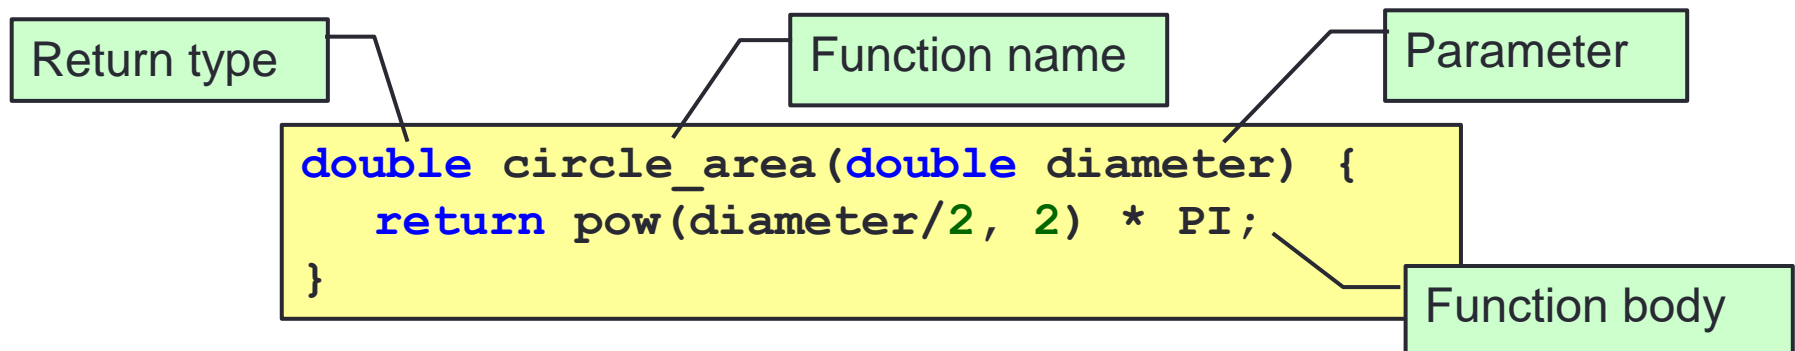 Return type
Function name
Parameter
double circle_area(double diameter) {
return pow(diameter/2, 2) * PI;
}
Function body